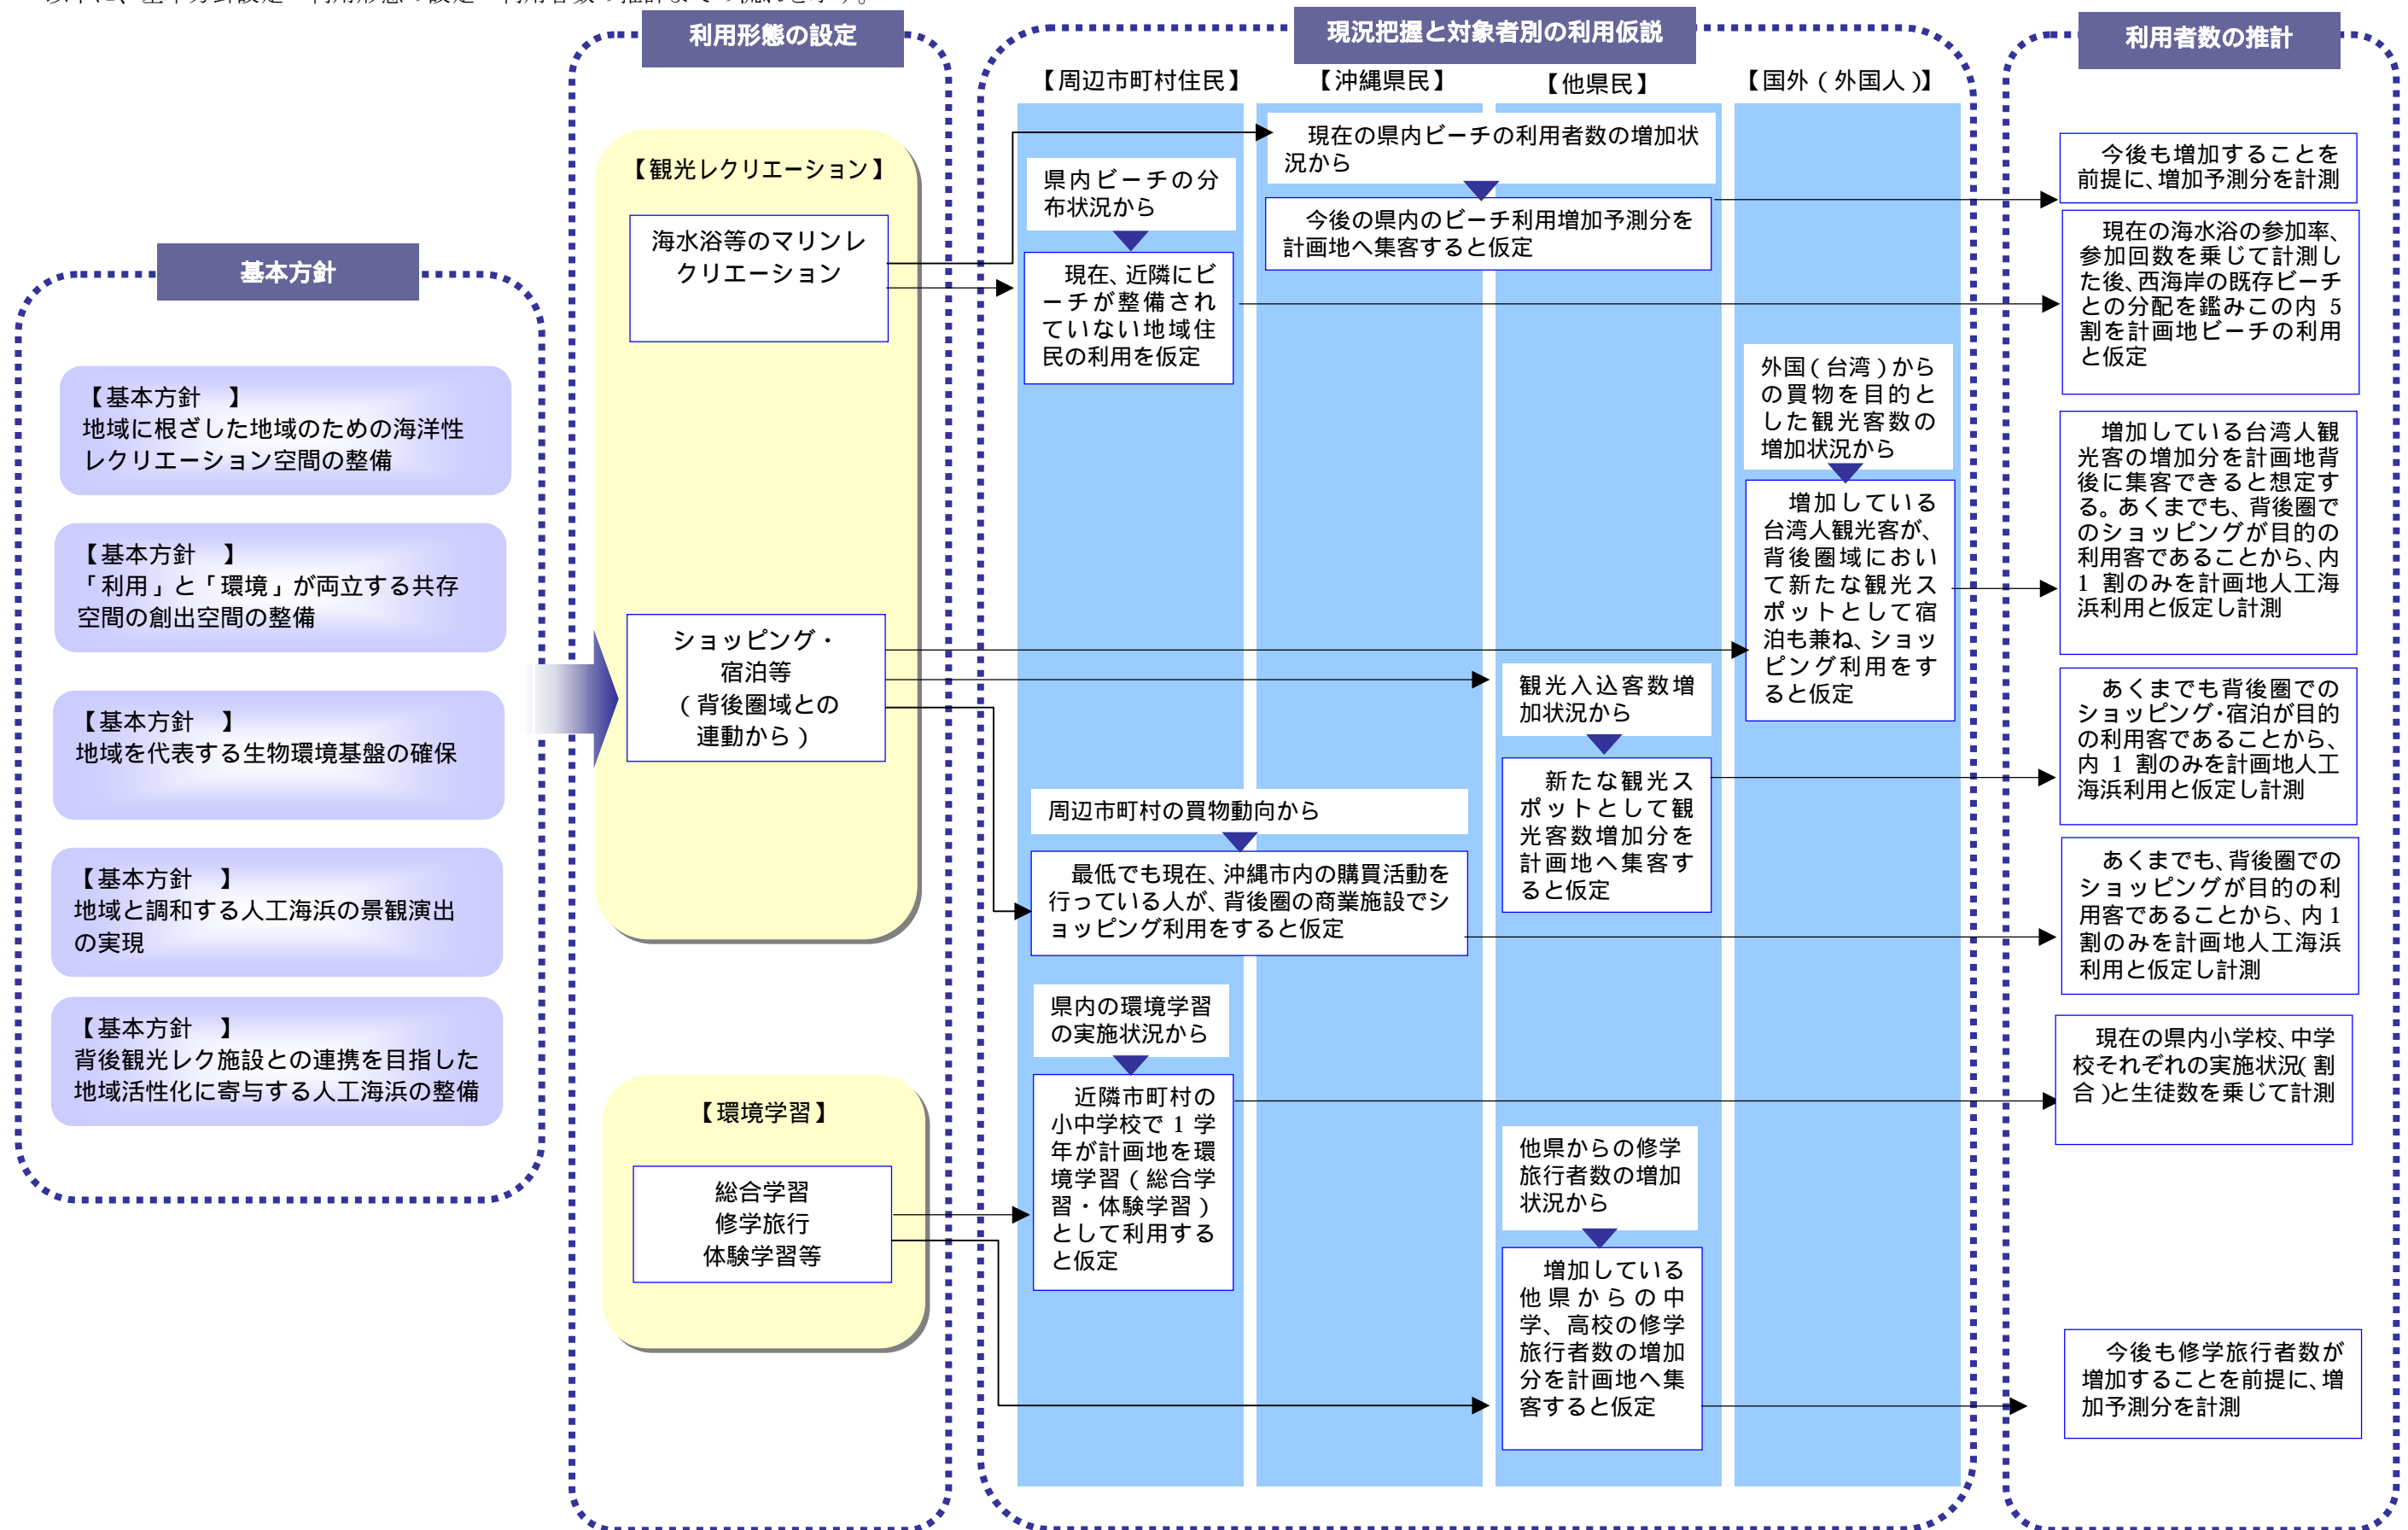 基本方針
【基本方針　】
地域に根ざした地域のための海洋性
レクリエーション空間の整備
【基本方針　】
「利用」と「環境」が両立する共存
空間の創出空間の整備
【基本方針　】
地域を代表する生物環境基盤の確保
【基本方針　】
地域と調和する人工海浜の景観演出
の実現
【基本方針　】
背後観光レク施設との連携を目指した
地域活性化に寄与する人工海浜の整備
利用形態の設定
【観光レクリエーション】
海水浴等のマリンレ
クリエーション
ショッピング・
宿泊等
（背後圏域との
連動から）
【環境学習】
総合学習
修学旅行
体験学習等
現況把握と対象者別の利用仮説
【周辺市町村住民】
【沖縄県民】
【他県民】
【国外（外国人）】
現在の県内ビーチの利用者数の増加状
況から
今後の県内のビーチ利用増加予測分を
計画地へ集客すると仮定
県内ビーチの分
布状況から
現在、近隣にビ
ーチが整備され
ていない地域住
民の利用を仮定
外国（台湾）から
の買物を目的と
した観光客数の
増加状況から
増加している
台湾人観光客が、
背後圏域におい
て新たな観光ス
ポットとして宿
泊も兼ね、ショッ
ピング利用をす
ると仮定
観光入込客数増
加状況から
新たな観光ス
ポットとして観
光客数増加分を
計画地へ集客す
ると仮定
周辺市町村の買物動向から
最低でも現在、沖縄市内の購買活動を
行っている人が、背後圏の商業施設でシ
ョッピング利用をすると仮定
県内の環境学習
の実施状況から
近隣市町村の
小中学校で 1 学
年が計画地を環
境学習（総合学
習・体験学習）
として利用する
と仮定
他県からの修学
旅行者数の増加
状況から
増加している
他県からの中
学、高校の修学
旅行者数の増加
分を計画地へ集
客すると仮定
利用者数の推計
今後も増加することを
前提に、増加予測分を計測
現在の海水浴の参加率、
参加回数を乗じて計測し
た後、西海岸の既存ビーチ
との分配を鑑みこの内 5
割を計画地ビーチの利用
と仮定
増加している台湾人観
光客の増加分を計画地背
後に集客できると想定す
る。あくまでも、背後圏で
のショッピングが目的の
利用客であることから、内
1 割のみを計画地人工海
浜利用と仮定し計測
あくまでも背後圏での
ショッピング・宿泊が目的
の利用客であることから、
内 1 割のみを計画地人工
海浜利用と仮定し計測
あくまでも、背後圏での
ショッピングが目的の利
用客であることから、内 1
割のみを計画地人工海浜
利用と仮定し計測
現在の県内小学校、中学
校それぞれの実施状況（割
合）と生徒数を乗じて計測
今後も修学旅行者数が
増加することを前提に、増
加予測分を計測